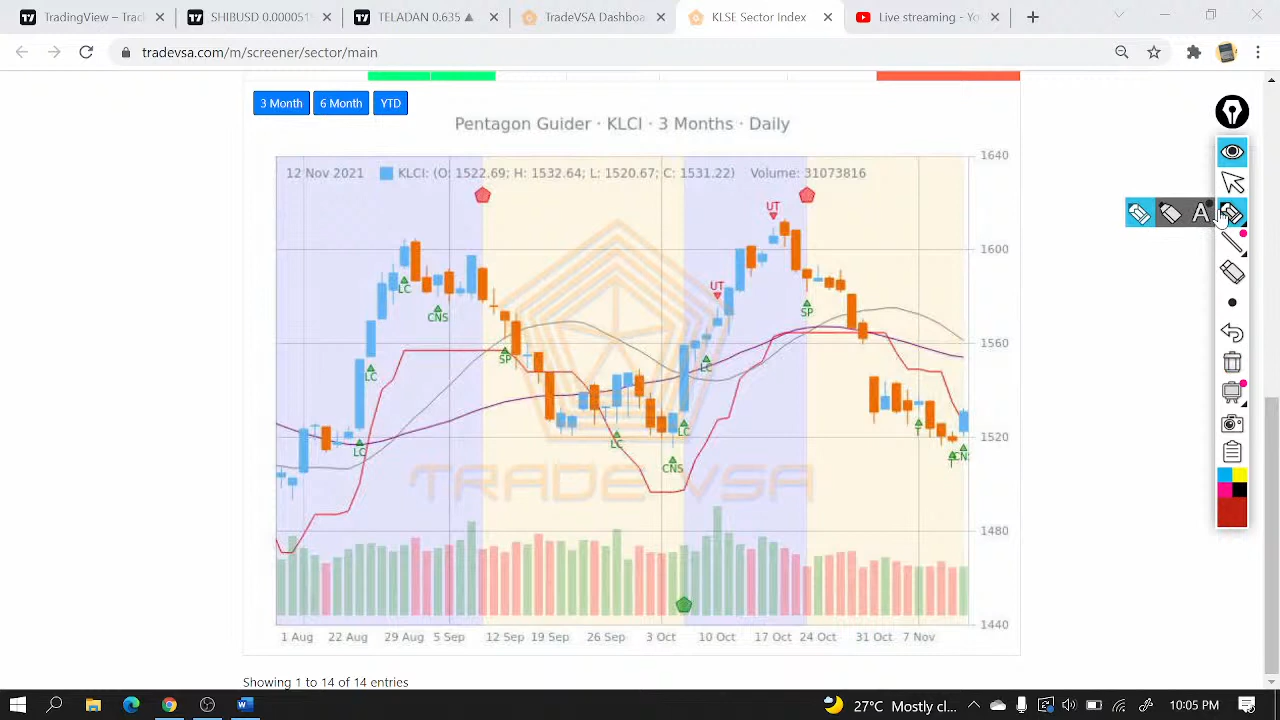 TradingView – Trac
SHIBUSD 0.000051
TELADAN 0.635 ▲
TradeVSA Dashboa
KLSE Sector Index
Live streaming - Yo
tradevsa.com/m/screener/sector/main
3 Month
6 Month
YTD
Pentagon Guider · KLCI · 3 Months · Daily
12 Nov 2021 KLCI: (O: 1522.69; H: 1532.64; L: 1520.67; C: 1531.22) Volume: 31073816
1640
UT
1600
LC
UT
CNS
SP
1560
SP
LC
LC
LC
1520
T
LC
LC
T
CNS
CNS
TRADE VSA
1480
1440
1 Aug 22 Aug 29 Aug 5 Sep 12 Sep 19 Sep 26 Sep 3 Oct 10 Oct 17 Oct 24 Oct 31 Oct 7 Nov
Showing 1 to 14 of 14 entries
A
27°C Mostly cl...
10:05 PM